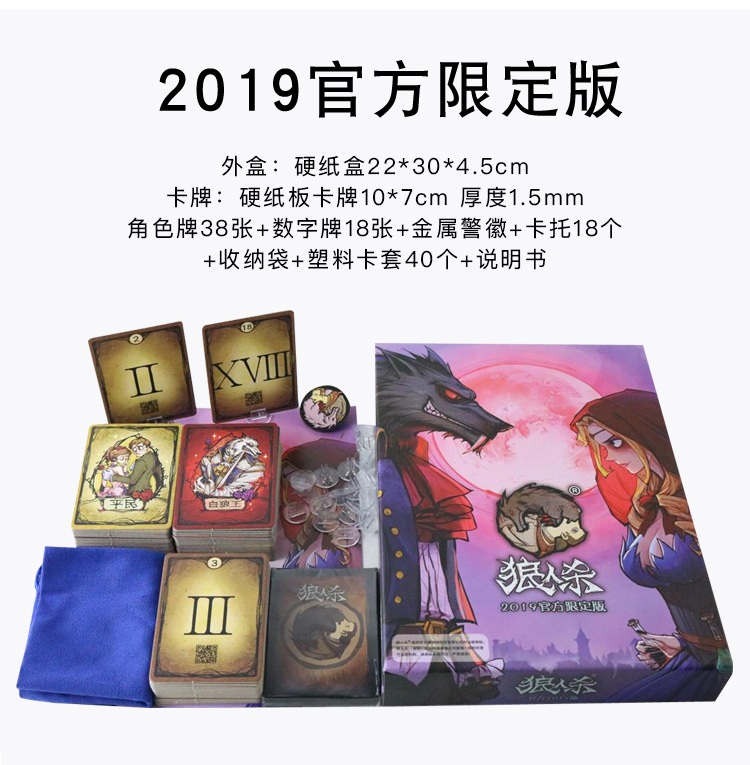 2019官方限定版
外盒：硬纸盒22*30*4.5cm
卡牌：硬纸板卡牌10*7cm 厚度1.5mm
角色牌38张+数字牌18张+金属警徽+卡托18个
+收纳袋+塑料卡套40个+说明书
2
II
18
XVIII
平民
白狼王
3
III
狼人杀
®
狼人杀
2019官方限定版
狼人杀